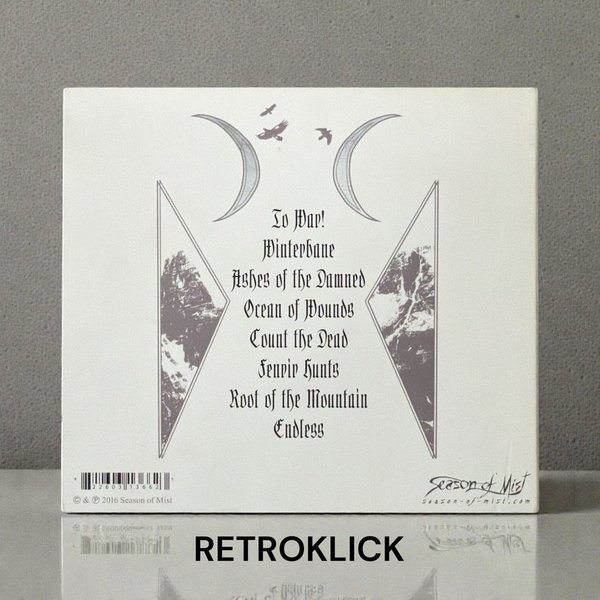 To War!
Winterbane
Ashes of the Damned
Ocean of Wounds
Count the Dead
Fenrir Hunts
Root of the Mountain
Endless
© & ℗ 2016 Season of Mist
Season of Mist
season-of-mist.com
RETROKLICK